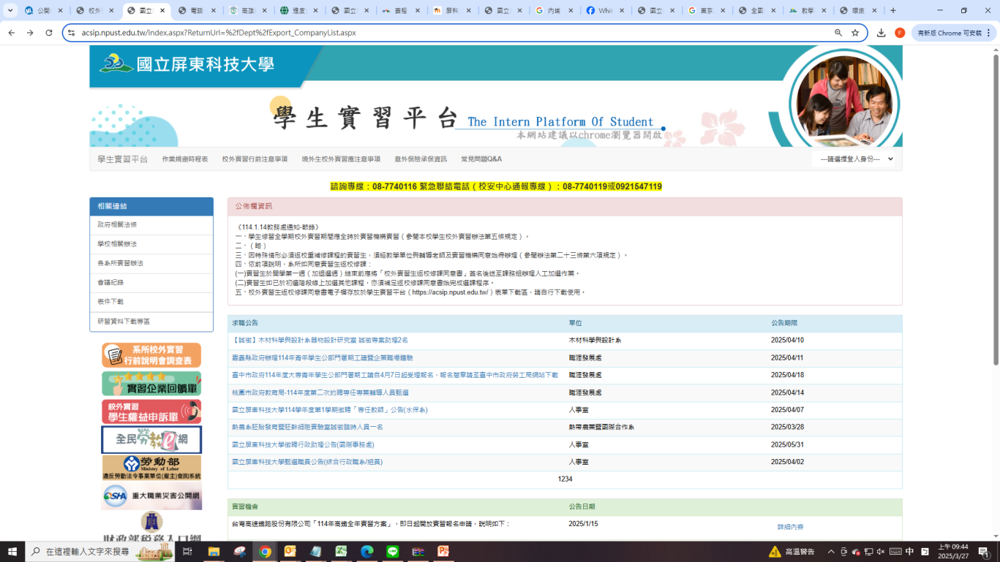 公開
校外
國立
電話
高雄
進度
國立
賽程
屏科
國立
內埔
Whit
國立
東京
全國
教學
環境
acsip.npust.edu.tw/index.aspx?ReturnUrl=%2fDept%2fExport_CompanyList.aspx
F
有新版 Chrome 可安裝
國立屏東科技大學
學生實習平台 The Intern Platform Of Student
本網站建議以chrome瀏覽器開啟
學生實習平台 作業規畫時程表 校外實習行前注意事項 境外生校外實習應注意事項 意外保險承保資訊 常見問題Q&A ---請選擇登入身份---
諮詢專線：08-7740116 緊急聯絡電話（校安中心通報專線）：08-7740119或0921547119
相關連結
政府相關法條
學校相關辦法
各系所實習辦法
會議紀錄
表件下載
研習資料下載專區
系所校外實習
行前說明會調查表
實習企業回饋單
校外實習
學生權益申訴單
全民勞教e網
勞動部
Ministry of Labor
違反勞動法令事業單位(雇主)查詢系統
OSHA 重大職業災害公開網
財政部稅務入口網
公佈欄資訊
《114.1.14教務處通知-節錄》
一、學生修習全學期校外實習期間應全時於實習機構實習（參閱本校學生校外實習辦法第五條規定）。
二、（略）
三、因特殊情形必須返校重補修課程的實習生，須經教學單位與輔導老師及實習機構同意始得辦理（參閱辦法第二十三條第六項規定）。
四、依前項說明，系所如同意實習生返校修課：
(一)實習生於開學第一週（加退選週）結束前應將「校外實習生返校修課同意書」簽名後送至課務組辦理人工加選作業。
(二)實習生如已於初選階段線上加選其他課程，亦須補足返校修課同意書始完成選課程序。
五、校外實習生返校修課同意書電子檔存放於學生實習平台（https://acsip.npust.edu.tw/）表單下載區，請自行下載使用。
求職公告 單位 公告期限
【誠徵】木材科學與設計系器物設計研究室 誠徵專案助理2名 木材科學與設計系 2025/04/10
嘉義縣政府辦理114年青年學生公部門暑期工讀暨企業職場體驗 職涯發展處 2025/04/11
臺中市政府114年度大專青年學生公部門暑期工讀自4月7日起受理報名，報名簡章請至臺中市政府勞工局網站下載 職涯發展處 2025/04/18
桃園市政府教育局-114年度第二次約聘專任專業輔導人員甄選 職涯發展處 2025/04/14
國立屏東科技大學114學年度第1學期徵聘「專任教師」公告(水保系) 人事室 2025/04/07
熱農系胚胎發育暨胚幹細胞實驗室誠徵臨時人員一名 熱帶農業暨國際合作系 2025/03/28
國立屏東科技大學徵聘行政助理公告(國際事務處) 人事室 2025/05/31
國立屏東科技大學甄選職員公告(綜合行政職系/組員) 人事室 2025/04/02
1234
實習機會 公告日期
台灣高速鐵路股份有限公司「114年高鐵全年實習方案」，即日起開放實習報名申請，說明如下： 2025/1/15 詳細內容
在這裡輸入文字來搜尋
高溫警告
中
上午 09:44
2025/3/27
1